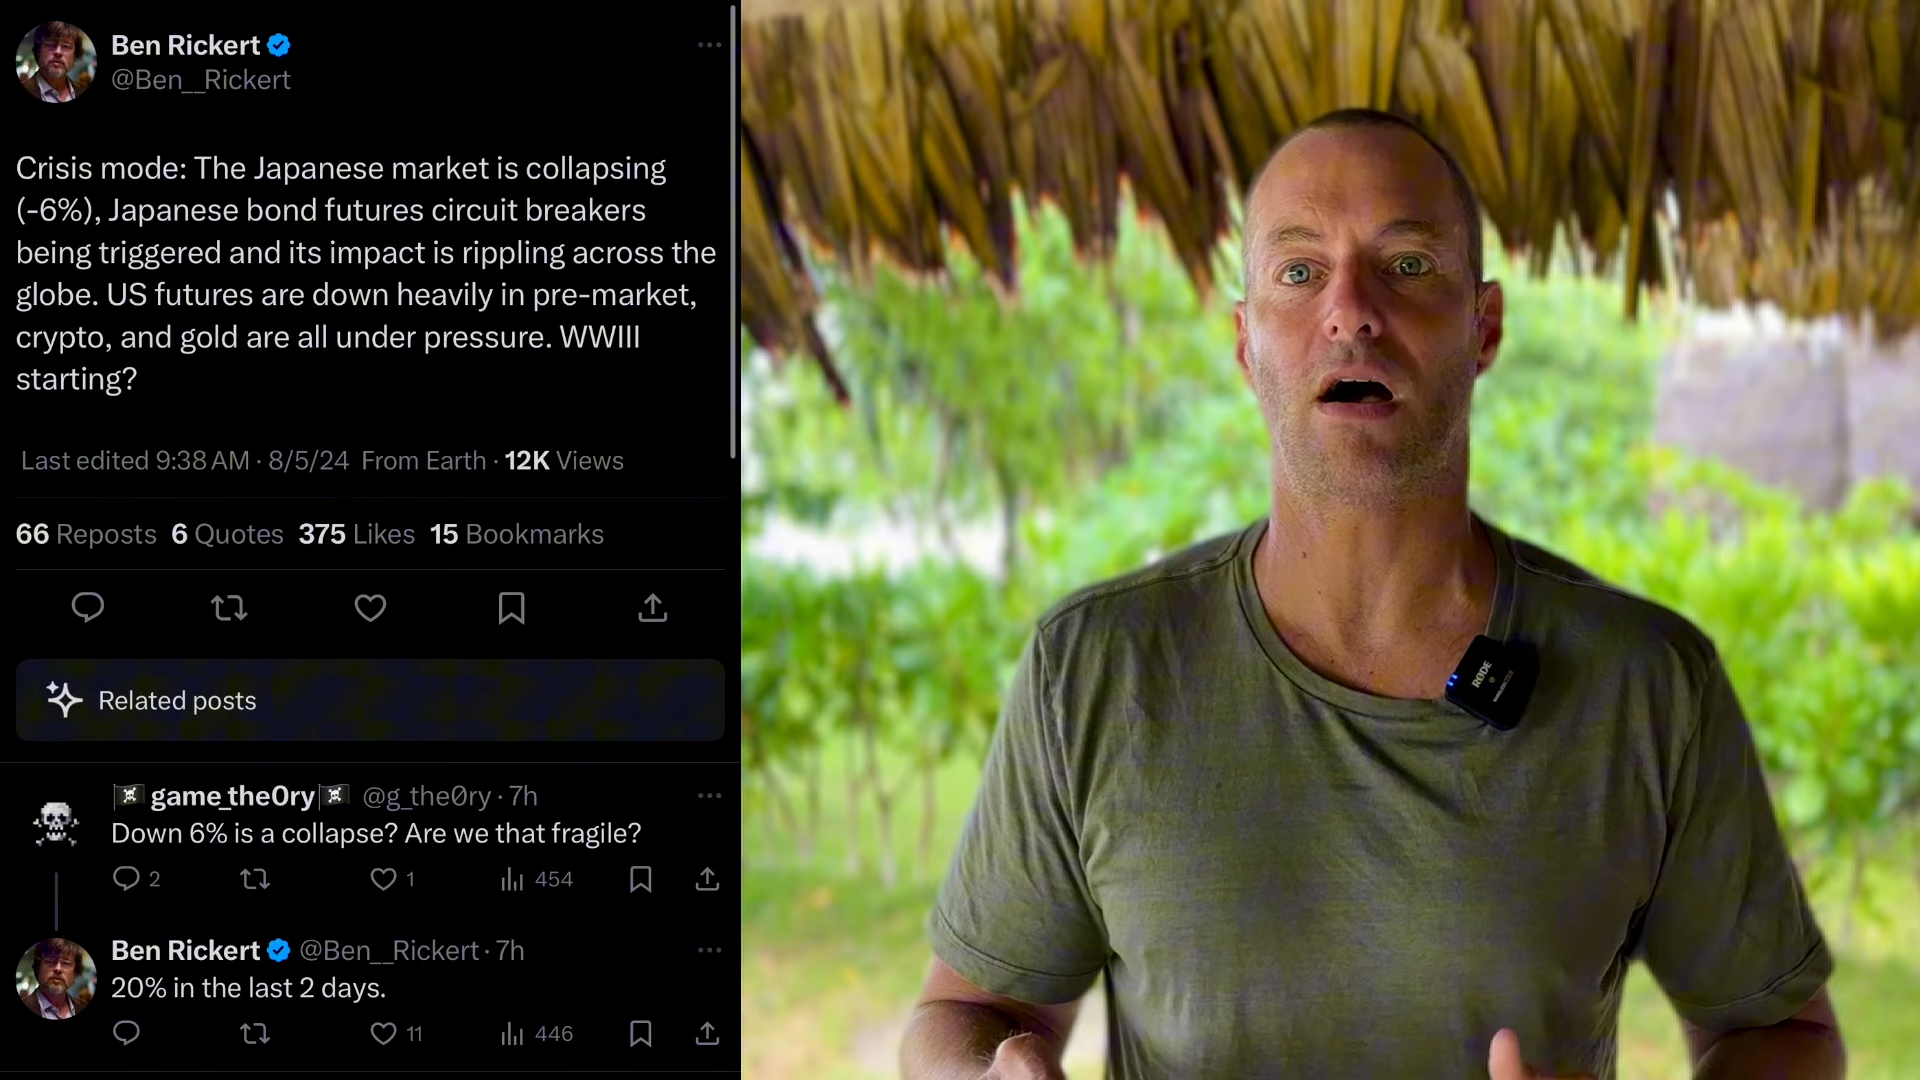 Ben Rickert
@Ben__Rickert
Crisis mode: The Japanese market is collapsing
(-6%), Japanese bond futures circuit breakers
being triggered and its impact is rippling across the
globe. US futures are down heavily in pre-market,
crypto, and gold are all under pressure. WWIII
starting?
Last edited 9:38 AM · 8/5/24 From Earth · 12K Views
66 Reposts 6 Quotes 375 Likes 15 Bookmarks
Related posts
game_the0ry @g_the0ry · 7h
Down 6% is a collapse? Are we that fragile?
2 1 454
Ben Rickert @Ben__Rickert · 7h
20% in the last 2 days.
11 446
RØDE